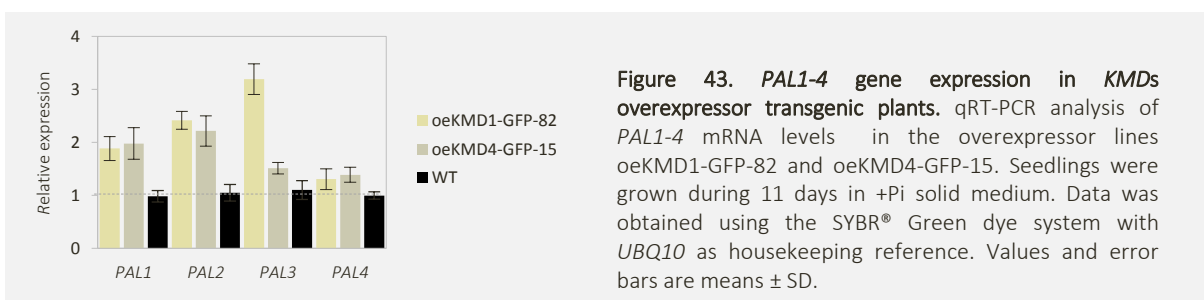 4
3
2
1
0
Relative expression
PAL1 PAL2 PAL3 PAL4
oeKMD1-GFP-82
oeKMD4-GFP-15
WT
Figure 43. PAL1-4 gene expression in KMDs
overexpressor transgenic plants. qRT-PCR analysis of
PAL1-4 mRNA levels in the overexpressor lines
oeKMD1-GFP-82 and oeKMD4-GFP-15. Seedlings were
grown during 11 days in +Pi solid medium. Data was
obtained using the SYBR® Green dye system with
UBQ10 as housekeeping reference. Values and error
bars are means ± SD.